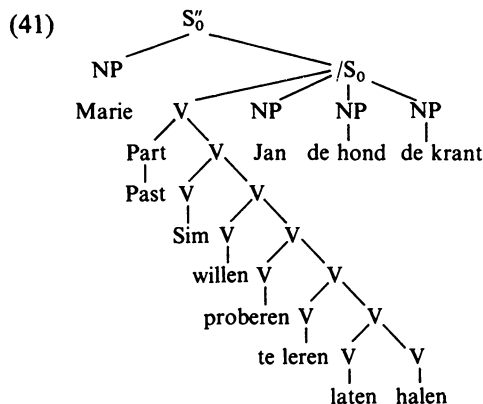 (41) S₀″
NP /S₀
Marie V NP NP NP
Part V Jan de hond de krant
Past V V
Sim V V
willen V V
proberen V V
te leren V V
laten halen